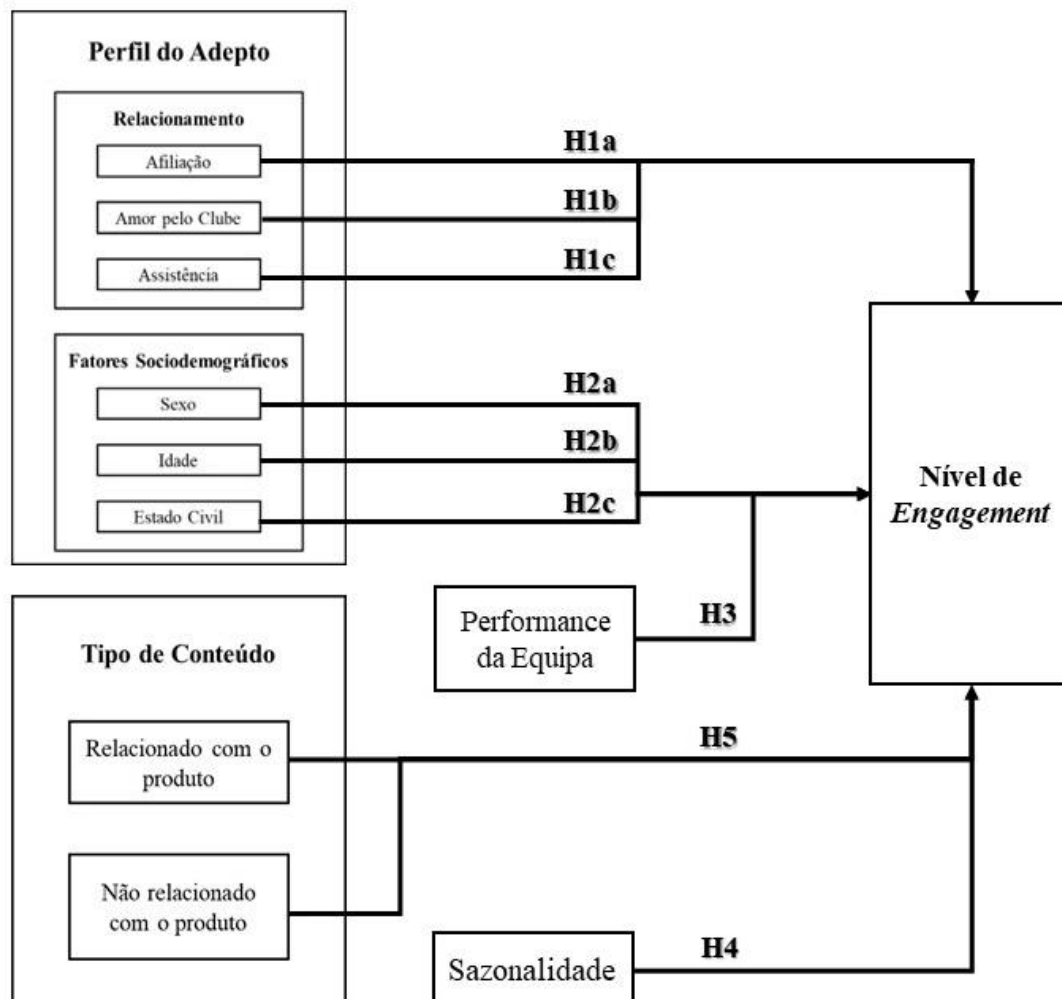 Perfil do Adepto
Relacionamento
Afiliação
Amor pelo Clube
Assistência
H1a
H1b
H1c
Fatores Sociodemográficos
Sexo
Idade
Estado Civil
H2a
H2b
H2c
Nível de
Engagement
Performance
da Equipa
H3
Tipo de Conteúdo
Relacionado com o
produto
Não relacionado
com o produto
H5
Sazonalidade
H4